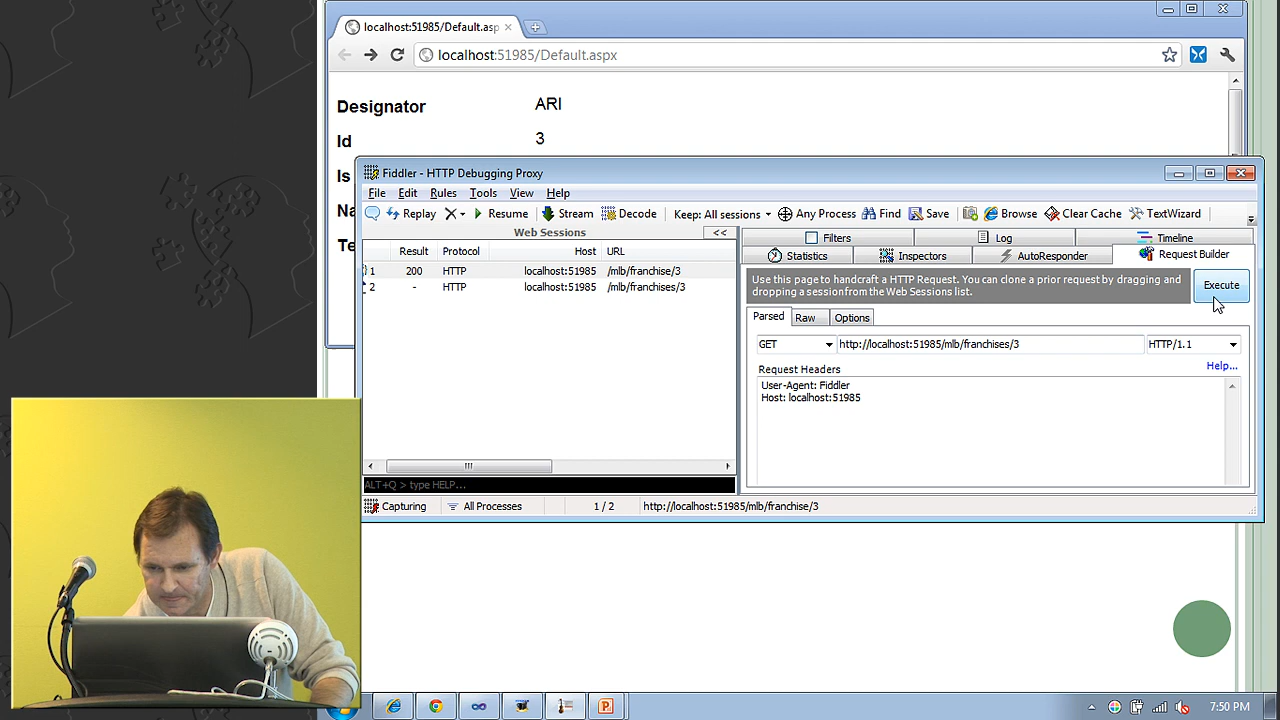 localhost:51985/Default.asp
localhost:51985/Default.aspx
Designator ARI
Id 3
Is
Na
Te
Fiddler - HTTP Debugging Proxy
File Edit Rules Tools View Help
Replay Resume Stream Decode Keep: All sessions Any Process Find Save Browse Clear Cache TextWizard
Web Sessions <<
Filters Log Timeline
Statistics Inspectors AutoResponder Request Builder
Result Protocol Host URL
1 200 HTTP localhost:51985 /mlb/franchise/3
2 - HTTP localhost:51985 /mlb/franchises/3
Use this page to handcraft a HTTP Request. You can clone a prior request by dragging and
dropping a session from the Web Sessions list.
Execute
Parsed Raw Options
GET http://localhost:51985/mlb/franchises/3 HTTP/1.1
Help...
Request Headers
User-Agent: Fiddler
Host: localhost:51985
ALT+Q > type HELP...
Capturing All Processes 1 / 2 http://localhost:51985/mlb/franchise/3
7:50 PM